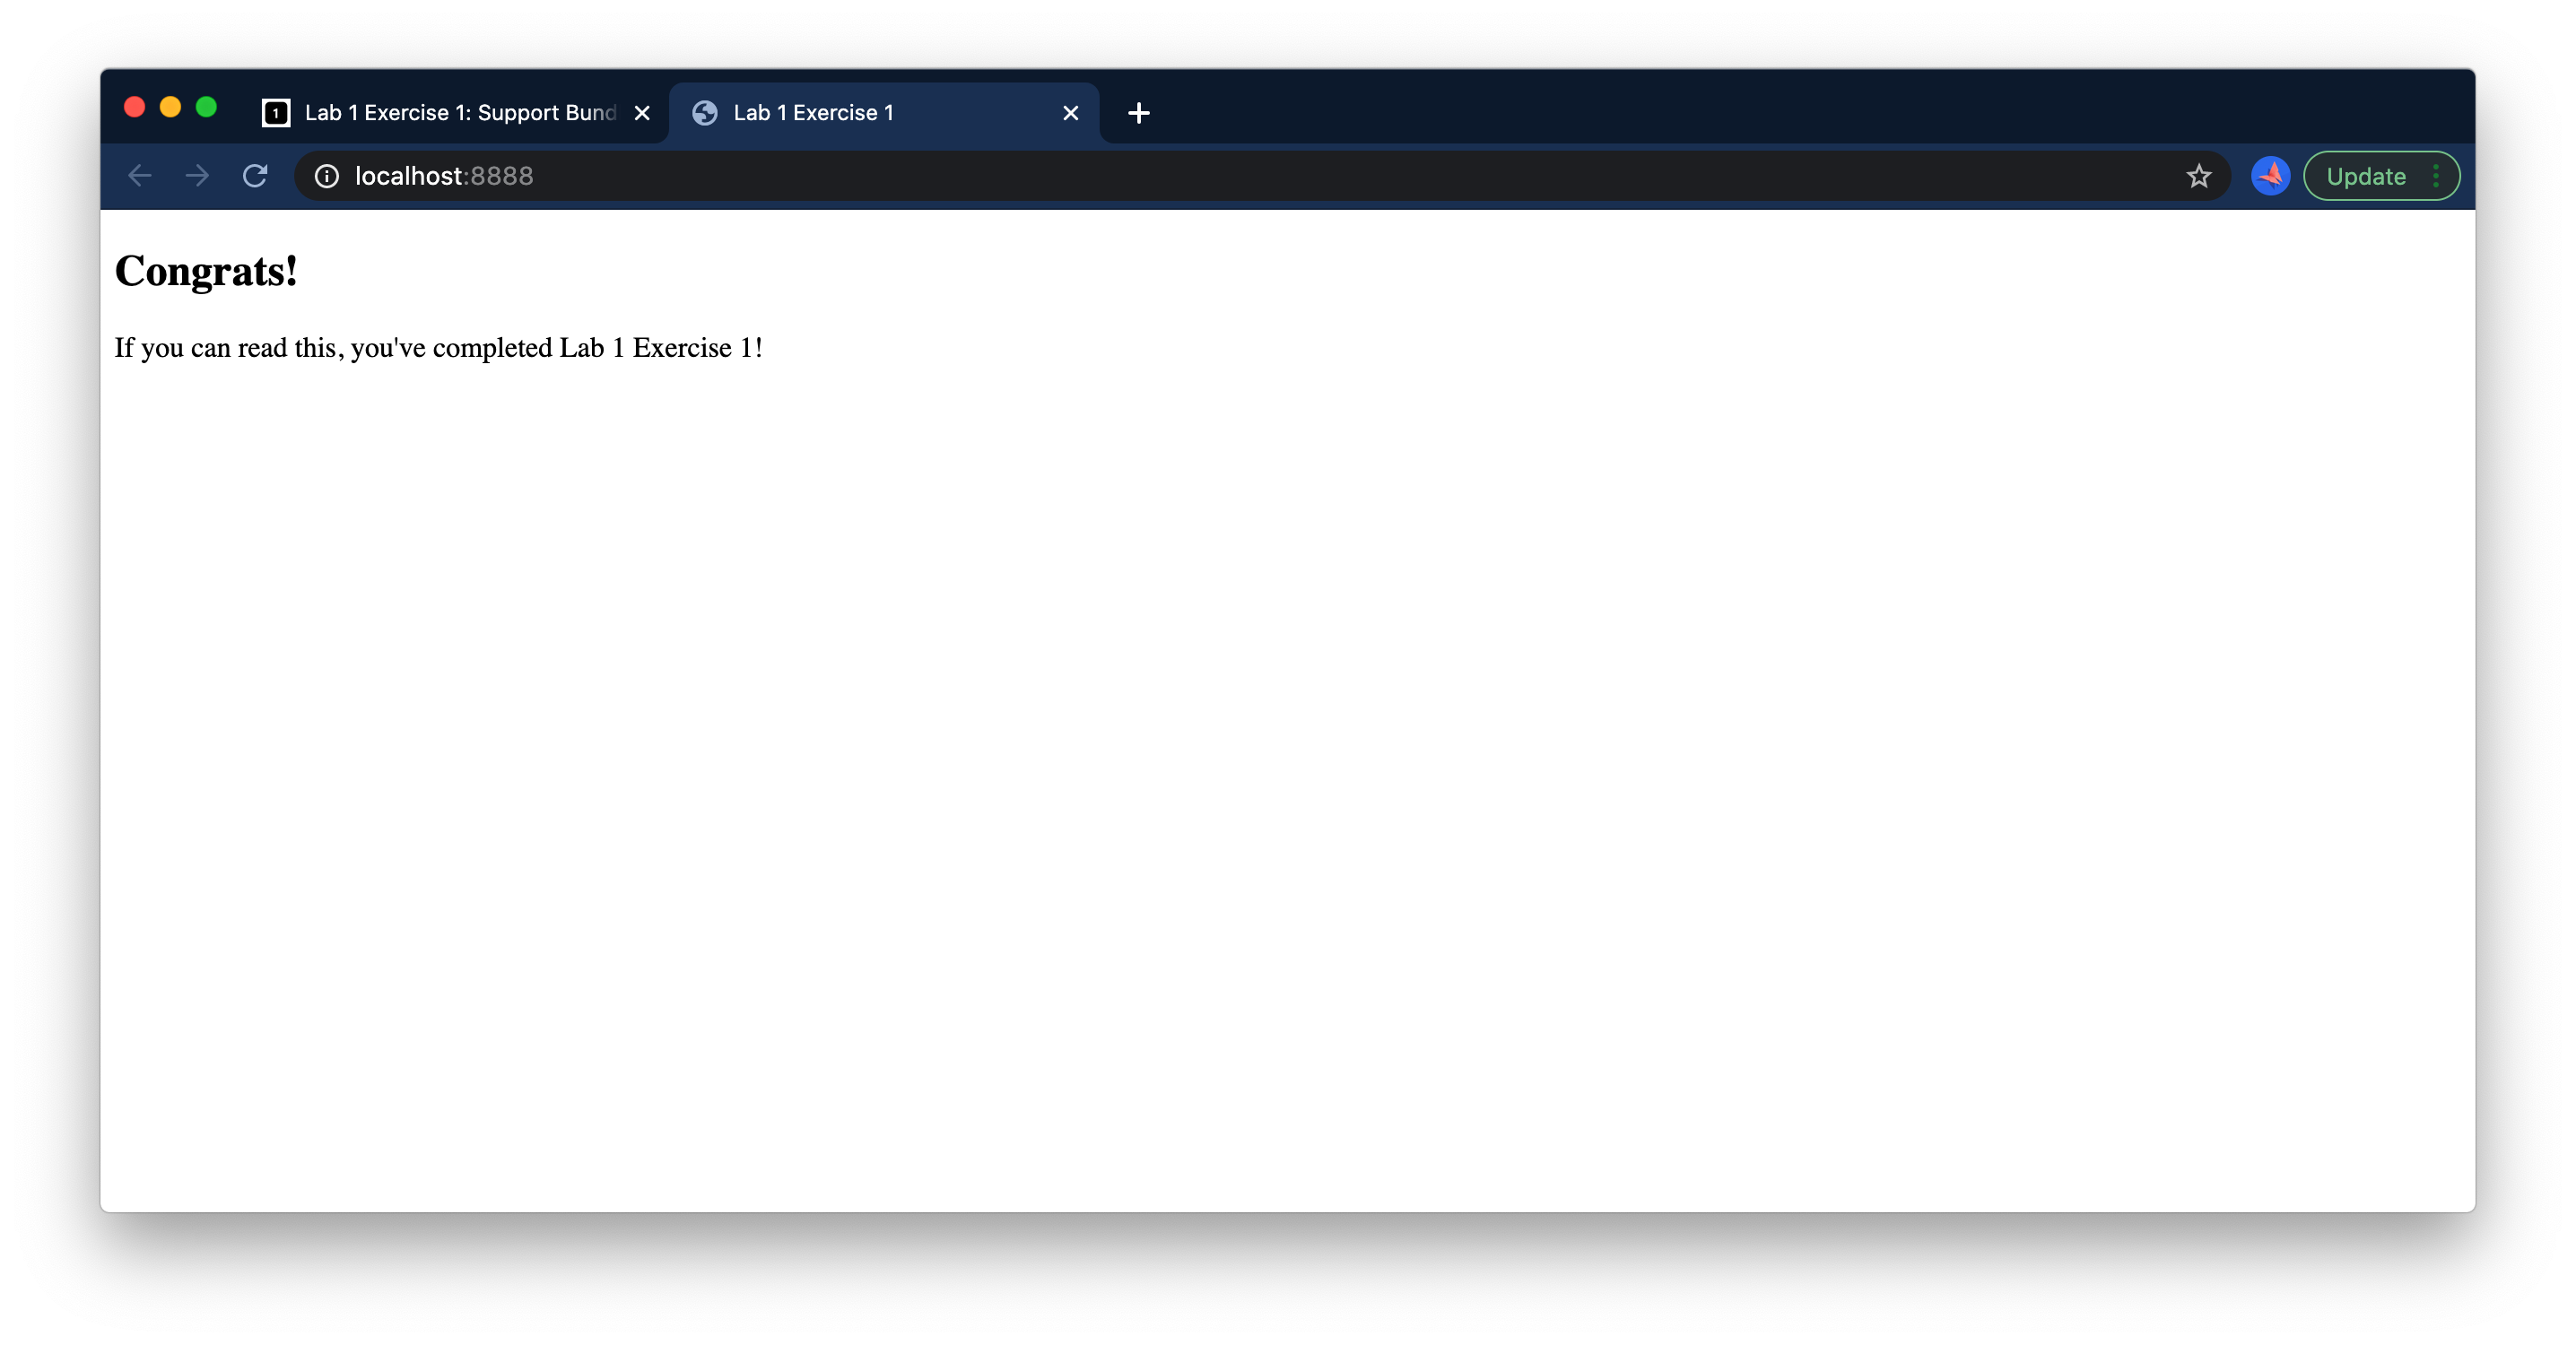 1 Lab 1 Exercise 1: Support Bund
Lab 1 Exercise 1
localhost:8888
Update
Congrats!
If you can read this, you've completed Lab 1 Exercise 1!